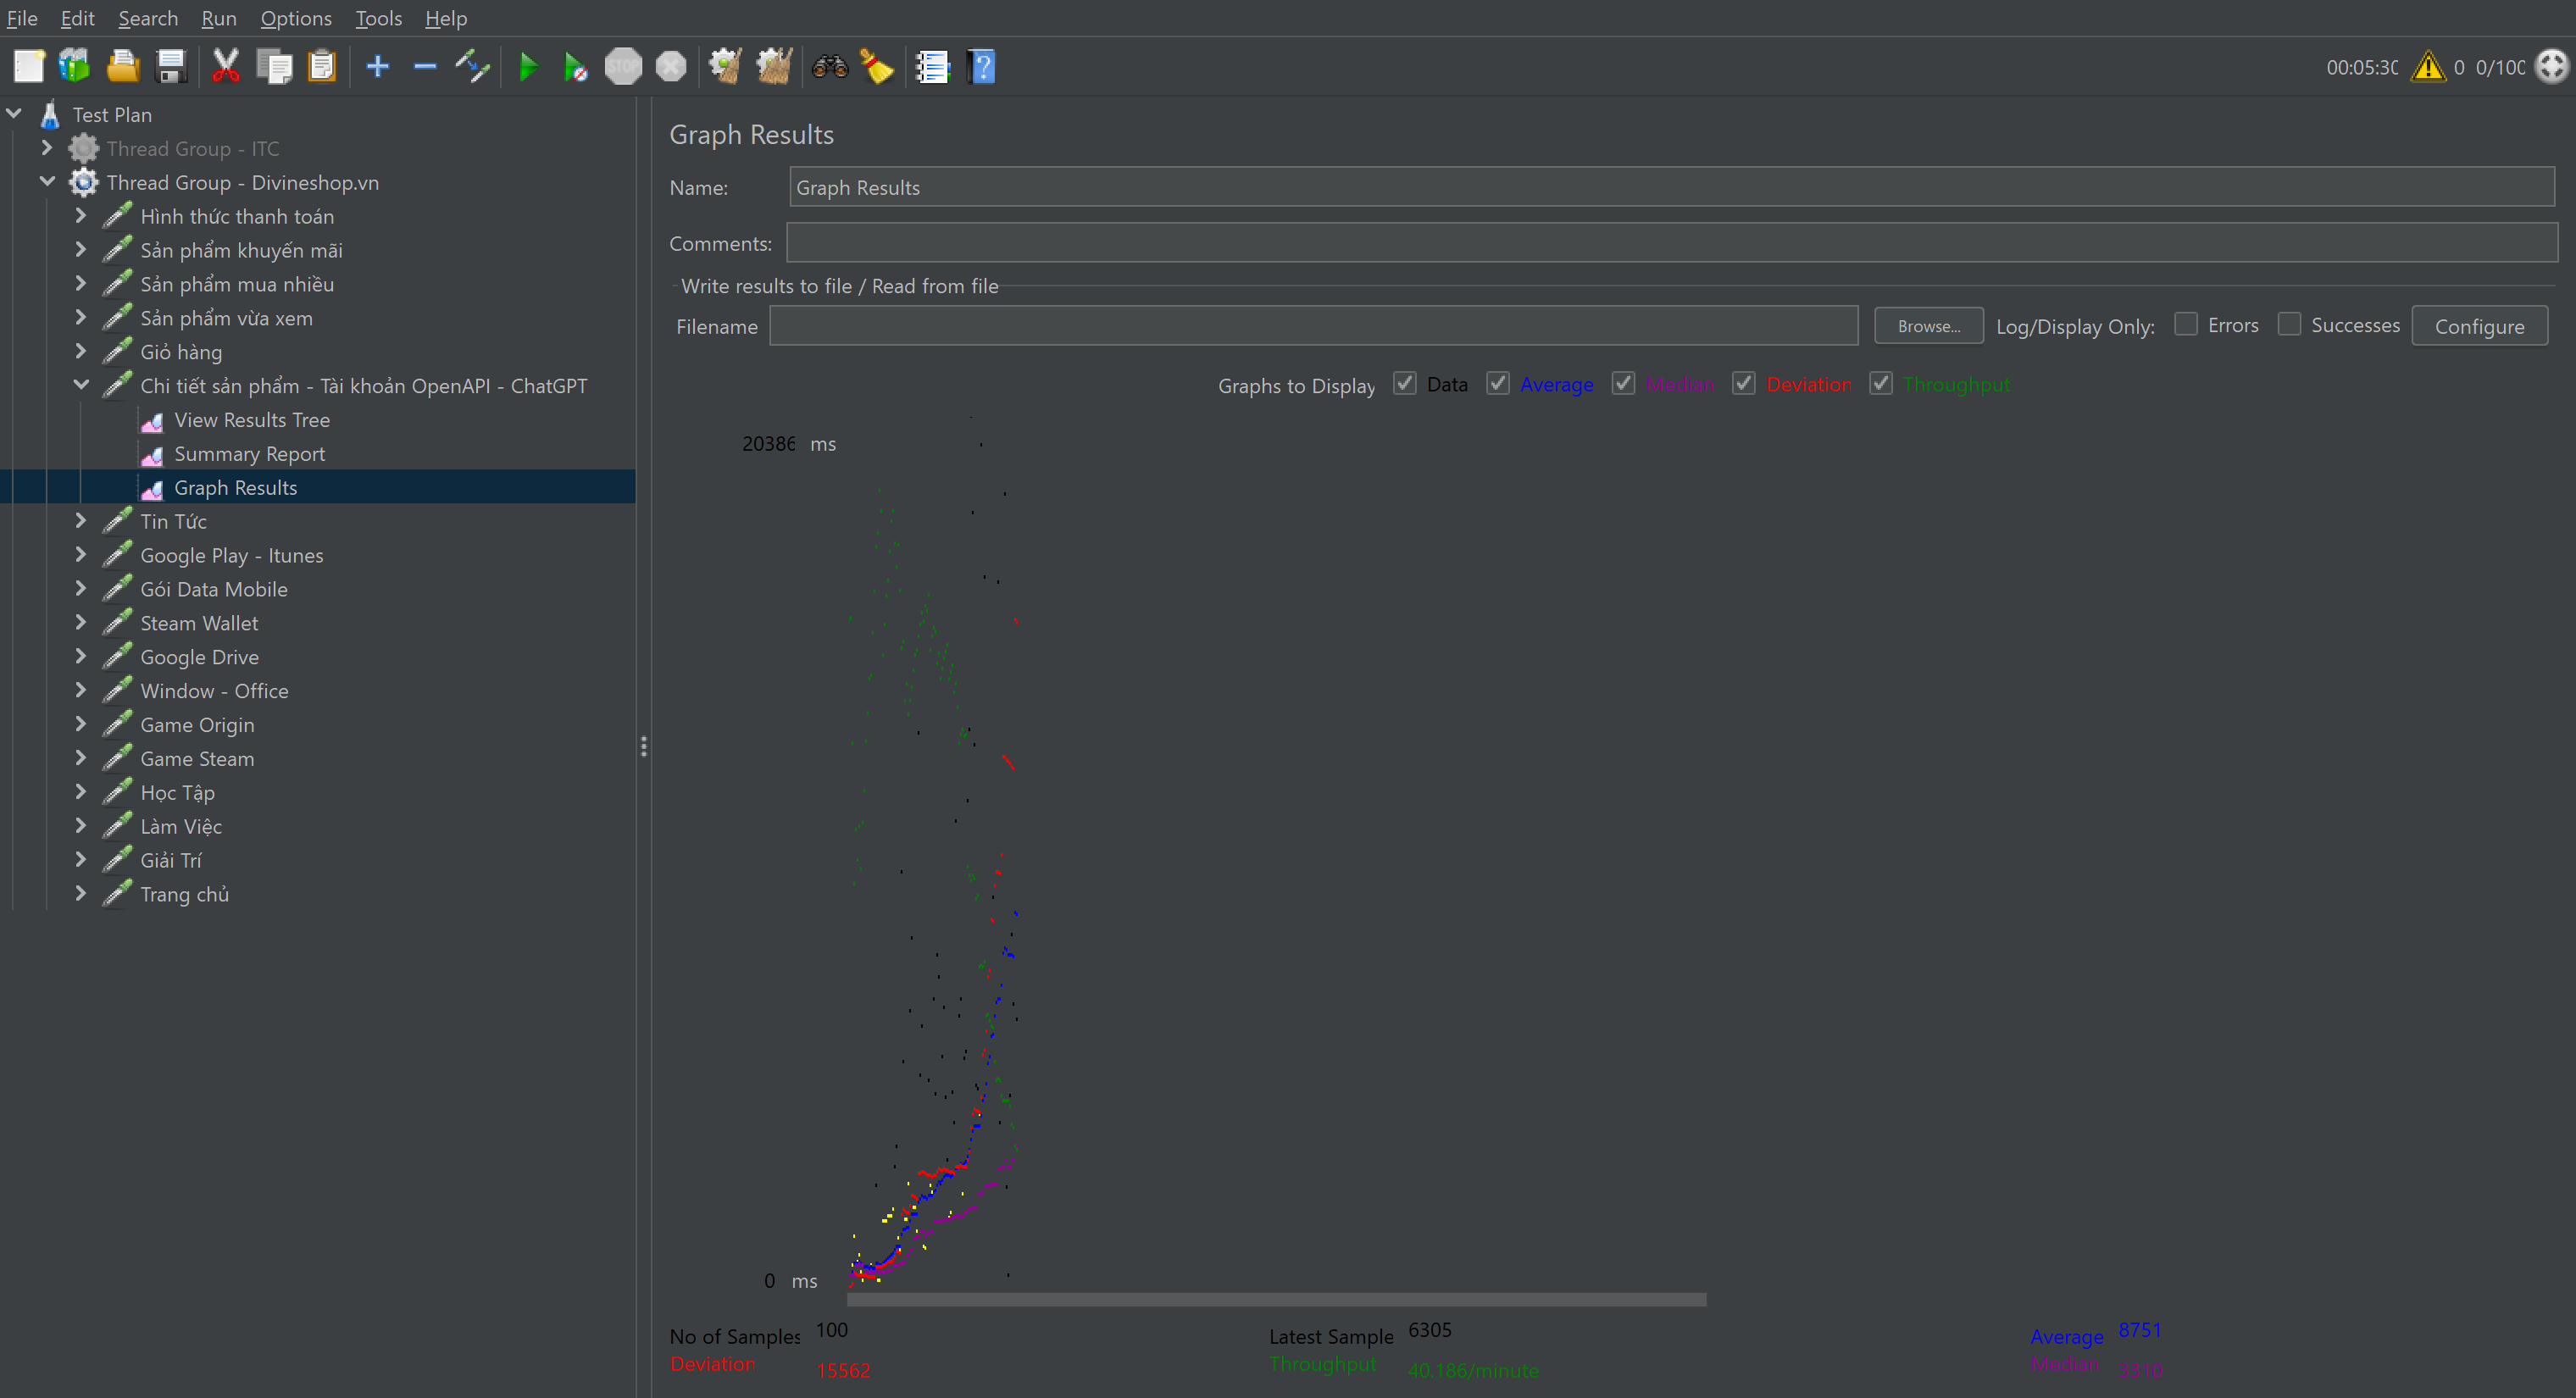 File Edit Search Run Options Tools Help
STOP
00:05:30 0 0/100
Test Plan
Thread Group - ITC
Thread Group - Divineshop.vn
Hình thức thanh toán
Sản phẩm khuyến mãi
Sản phẩm mua nhiều
Sản phẩm vừa xem
Giỏ hàng
Chi tiết sản phẩm - Tài khoản OpenAPI - ChatGPT
View Results Tree
Summary Report
Graph Results
Tin Tức
Google Play - Itunes
Gói Data Mobile
Steam Wallet
Google Drive
Window - Office
Game Origin
Game Steam
Học Tập
Làm Việc
Giải Trí
Trang chủ
Graph Results
Name: Graph Results
Comments:
Write results to file / Read from file
Filename Browse... Log/Display Only: Errors Successes Configure
Graphs to Display Data Average Median Deviation Throughput
20386 ms
0 ms
No of Samples 100 Latest Sample 6305 Average 8751
Deviation 15562 Throughput 40.186/minute Median 3310